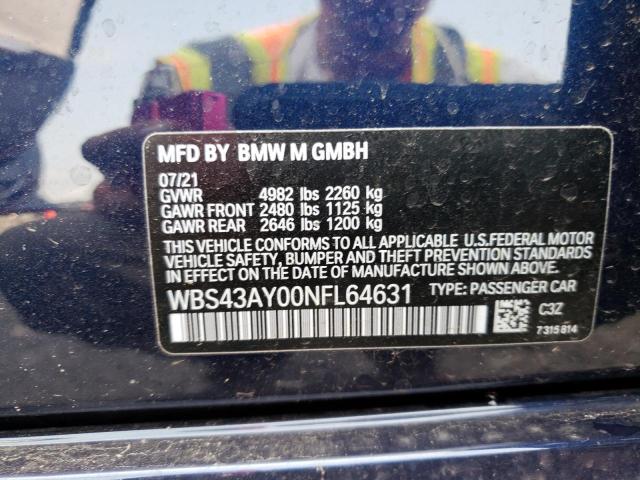 MFD BY BMW M GMBH
07/21
GVWR 4982 lbs 2260 kg
GAWR FRONT 2480 lbs 1125 kg
GAWR REAR 2646 lbs 1200 kg
THIS VEHICLE CONFORMS TO ALL APPLICABLE U.S.FEDERAL MOTOR
VEHICLE SAFETY, BUMPER AND THEFT PREVENTION STANDARDS
IN EFFECT ON THE DATE OF MANUFACTURE SHOWN ABOVE.
WBS43AY00NFL64631 TYPE: PASSENGER CAR
C3Z
7315814